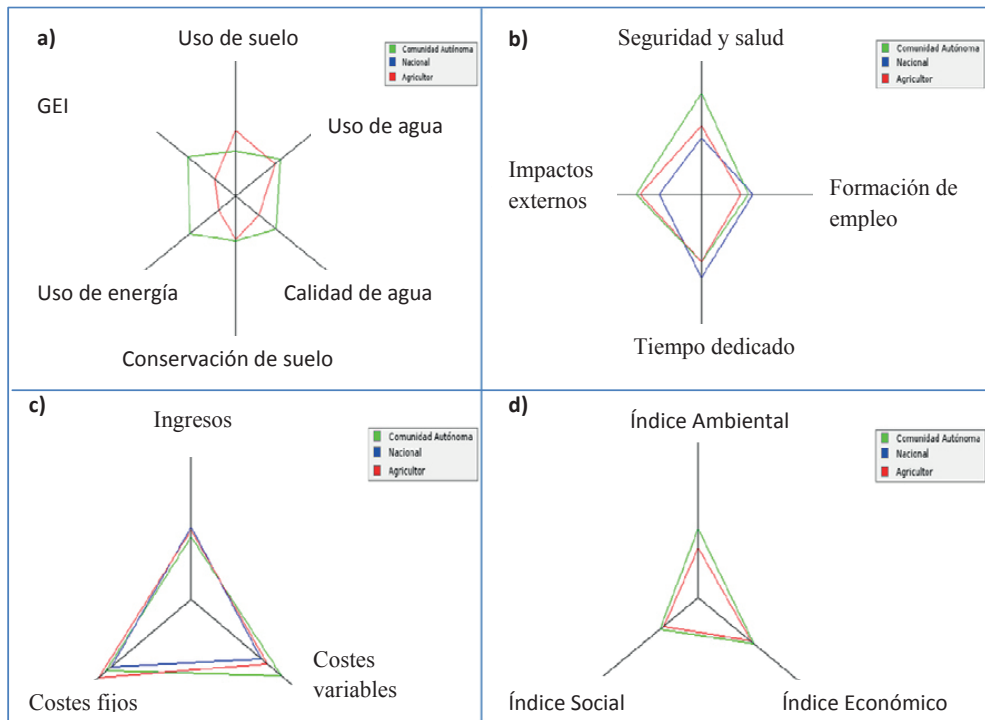 a)
Uso de suelo
Comunidad Autónoma
Nacional
Agricultor
GEI
Uso de agua
Uso de energía
Calidad de agua
Conservación de suelo
b)
Seguridad y salud
Comunidad Autónoma
Nacional
Agricultor
Impactos
externos
Formación de
empleo
Tiempo dedicado
c)
Ingresos
Comunidad Autónoma
Nacional
Agricultor
Costes
variables
Costes fijos
d)
Índice Ambiental
Comunidad Autónoma
Nacional
Agricultor
Índice Social
Índice Económico